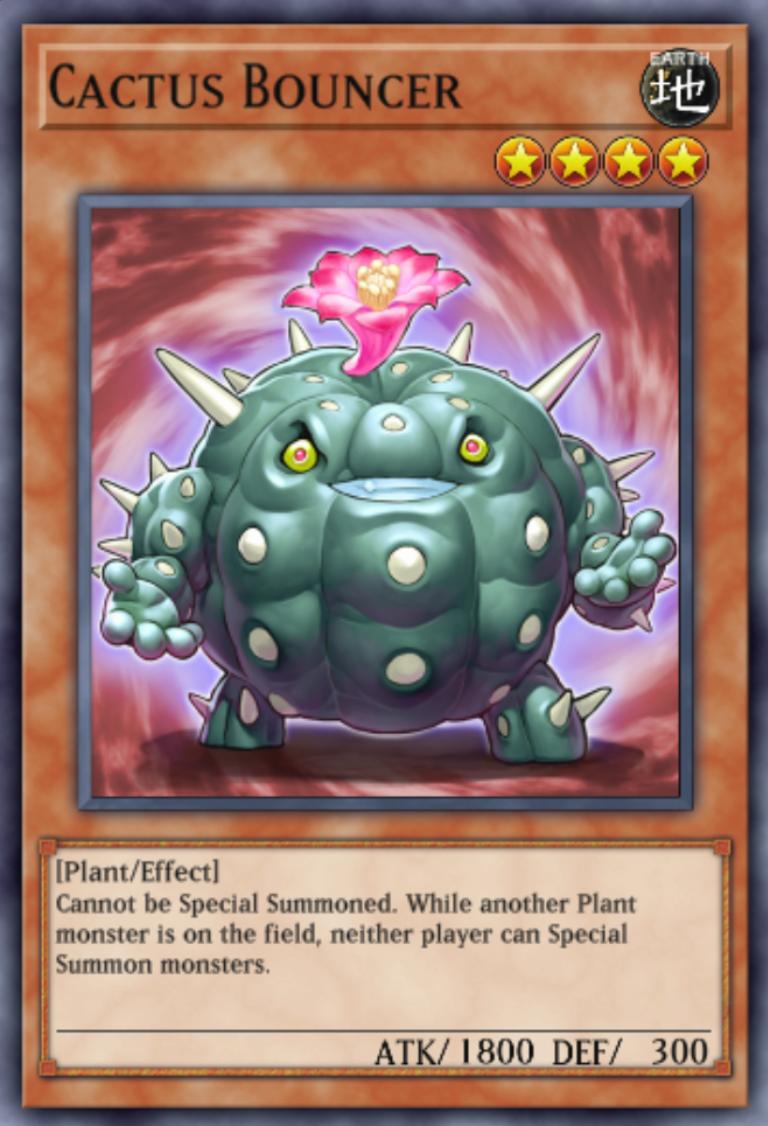 Cactus Bouncer
EARTH
地
[Plant/Effect]
Cannot be Special Summoned. While another Plant
monster is on the field, neither player can Special
Summon monsters.
ATK/ 1800 DEF/ 300